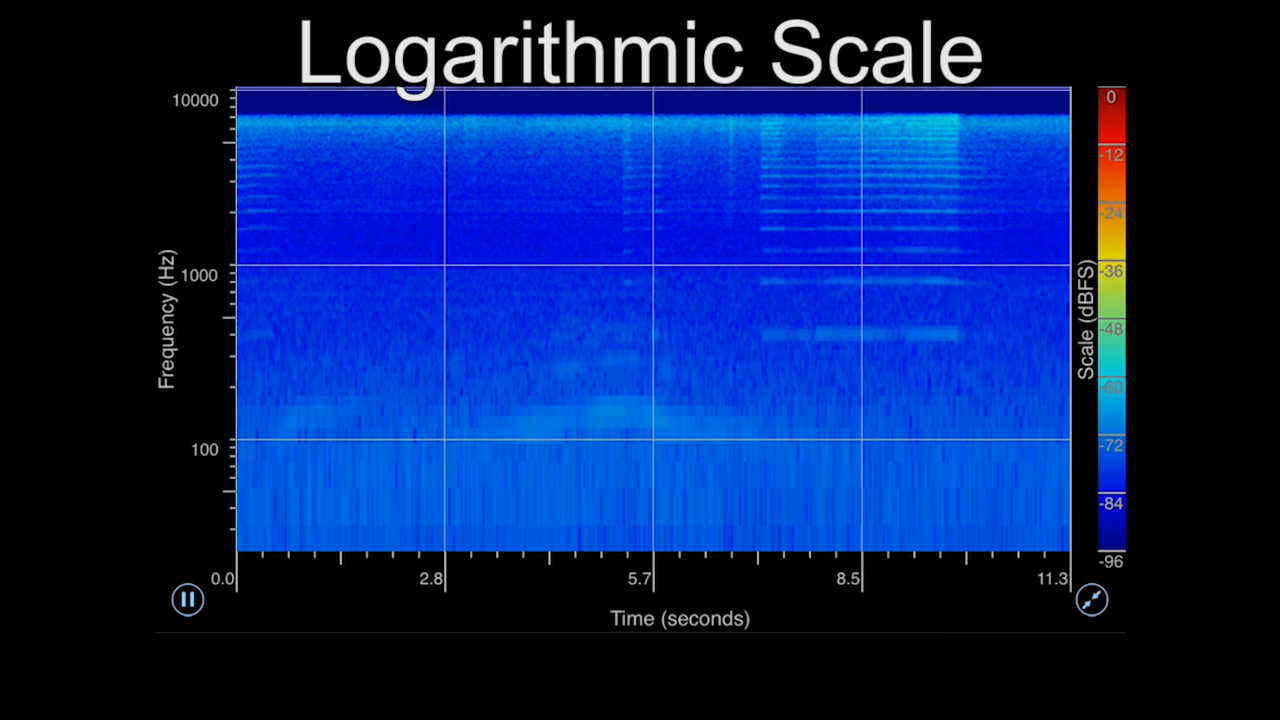 Logarithmic Scale
10000
1000
100
Frequency (Hz)
0
-12
-24
-36
-48
-60
-72
-84
-96
Scale (dBFS)
0.0 2.8 5.7 8.5 11.3
Time (seconds)